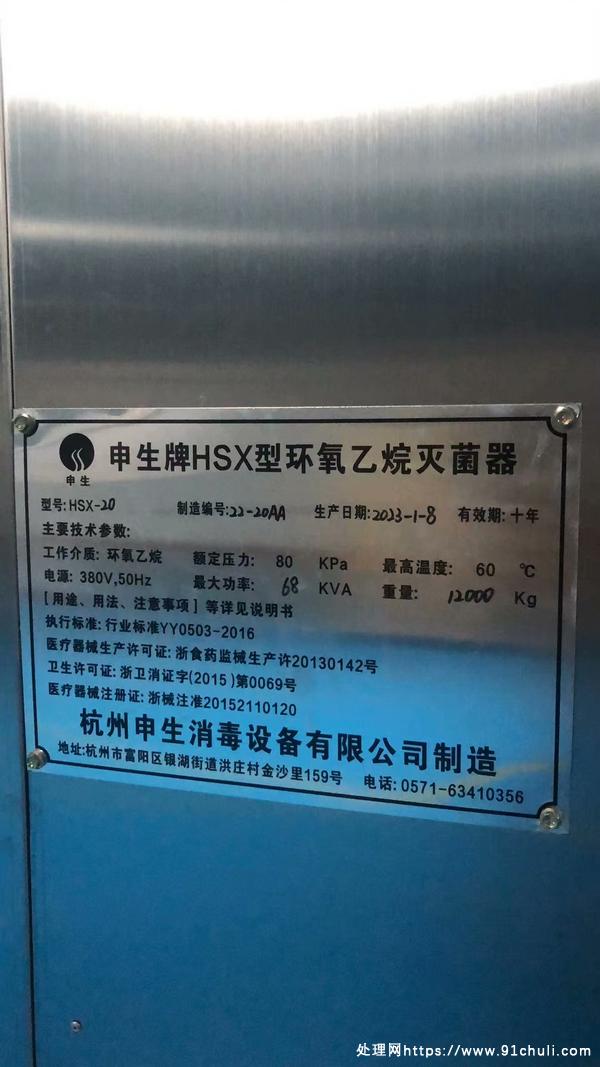 申生
申生牌HSX型环氧乙烷灭菌器
型号:HSX-20 制造编号:22-20AA 生产日期:2023-1-8 有效期:十年
主要技术参数:
工作介质: 环氧乙烷 额定压力: 80 KPa 最高温度: 60 ℃
电源: 380V,50Hz 最大功率: 68 KVA 重量: 12000 Kg
[用途、用法、注意事项] 等详见说明书
执行标准: 行业标准YY0503-2016
医疗器械生产许可证: 浙食药监械生产许20130142号
卫生许可证: 浙卫消证字(2015)第0069号
医疗器械注册证: 浙械注准20152110120
杭州申生消毒设备有限公司制造
地址:杭州市富阳区银湖街道洪庄村金沙里159号 电话: 0571-63410356
处理网https://www.91chuli.com